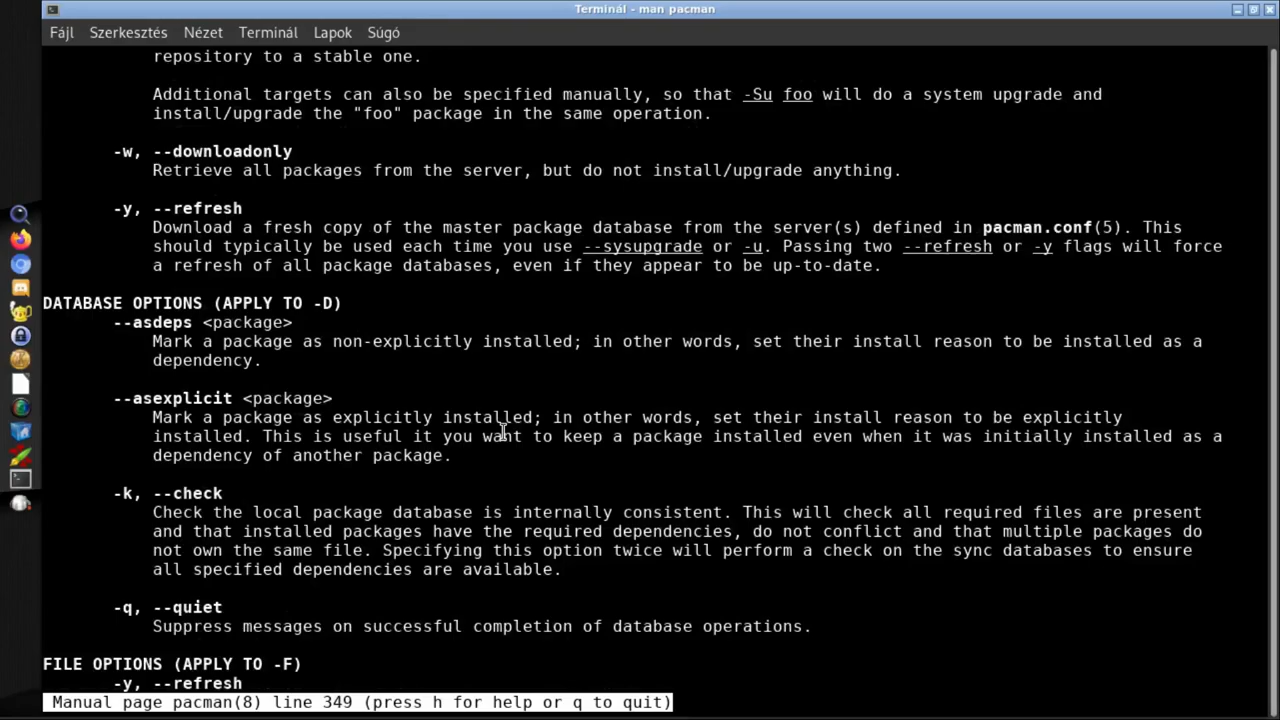 Terminál - man pacman
Fájl Szerkesztés Nézet Terminál Lapok Súgó
repository to a stable one.
Additional targets can also be specified manually, so that -Su foo will do a system upgrade and
install/upgrade the "foo" package in the same operation.
-w, --downloadonly
Retrieve all packages from the server, but do not install/upgrade anything.
-y, --refresh
Download a fresh copy of the master package database from the server(s) defined in pacman.conf(5). This
should typically be used each time you use --sysupgrade or -u. Passing two --refresh or -y flags will force
a refresh of all package databases, even if they appear to be up-to-date.
DATABASE OPTIONS (APPLY TO -D)
--asdeps <package>
Mark a package as non-explicitly installed; in other words, set their install reason to be installed as a
dependency.
--asexplicit <package>
Mark a package as explicitly installed; in other words, set their install reason to be explicitly
installed. This is useful it you want to keep a package installed even when it was initially installed as a
dependency of another package.
-k, --check
Check the local package database is internally consistent. This will check all required files are present
and that installed packages have the required dependencies, do not conflict and that multiple packages do
not own the same file. Specifying this option twice will perform a check on the sync databases to ensure
all specified dependencies are available.
-q, --quiet
Suppress messages on successful completion of database operations.
FILE OPTIONS (APPLY TO -F)
-y, --refresh
Manual page pacman(8) line 349 (press h for help or q to quit)